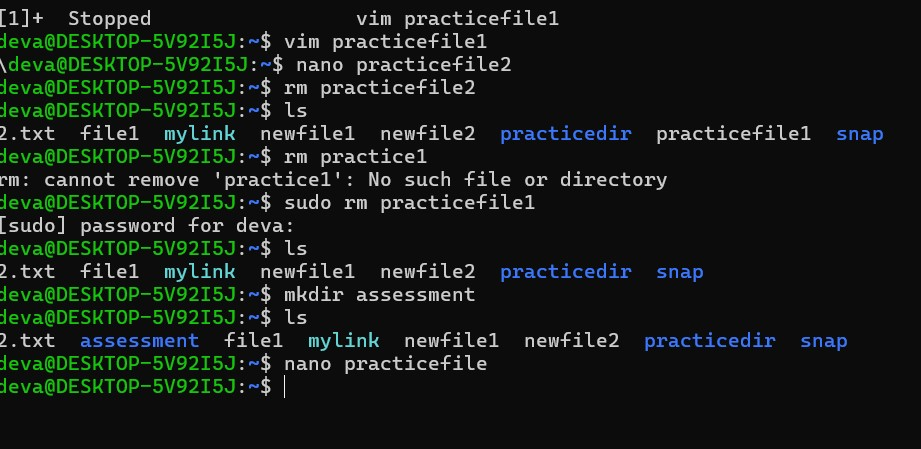 [1]+  Stopped                 vim practicefile1
deva@DESKTOP-5V92I5J:~$ vim practicefile1
\deva@DESKTOP-5V92I5J:~$ nano practicefile2
deva@DESKTOP-5V92I5J:~$ rm practicefile2
deva@DESKTOP-5V92I5J:~$ ls
2.txt  file1  mylink  newfile1  newfile2  practicedir  practicefile1  snap
deva@DESKTOP-5V92I5J:~$ rm practice1
rm: cannot remove 'practice1': No such file or directory
deva@DESKTOP-5V92I5J:~$ sudo rm practicefile1
[sudo] password for deva:
deva@DESKTOP-5V92I5J:~$ ls
2.txt  file1  mylink  newfile1  newfile2  practicedir  snap
deva@DESKTOP-5V92I5J:~$ mkdir assessment
deva@DESKTOP-5V92I5J:~$ ls
2.txt  assessment  file1  mylink  newfile1  newfile2  practicedir  snap
deva@DESKTOP-5V92I5J:~$ nano practicefile
deva@DESKTOP-5V92I5J:~$